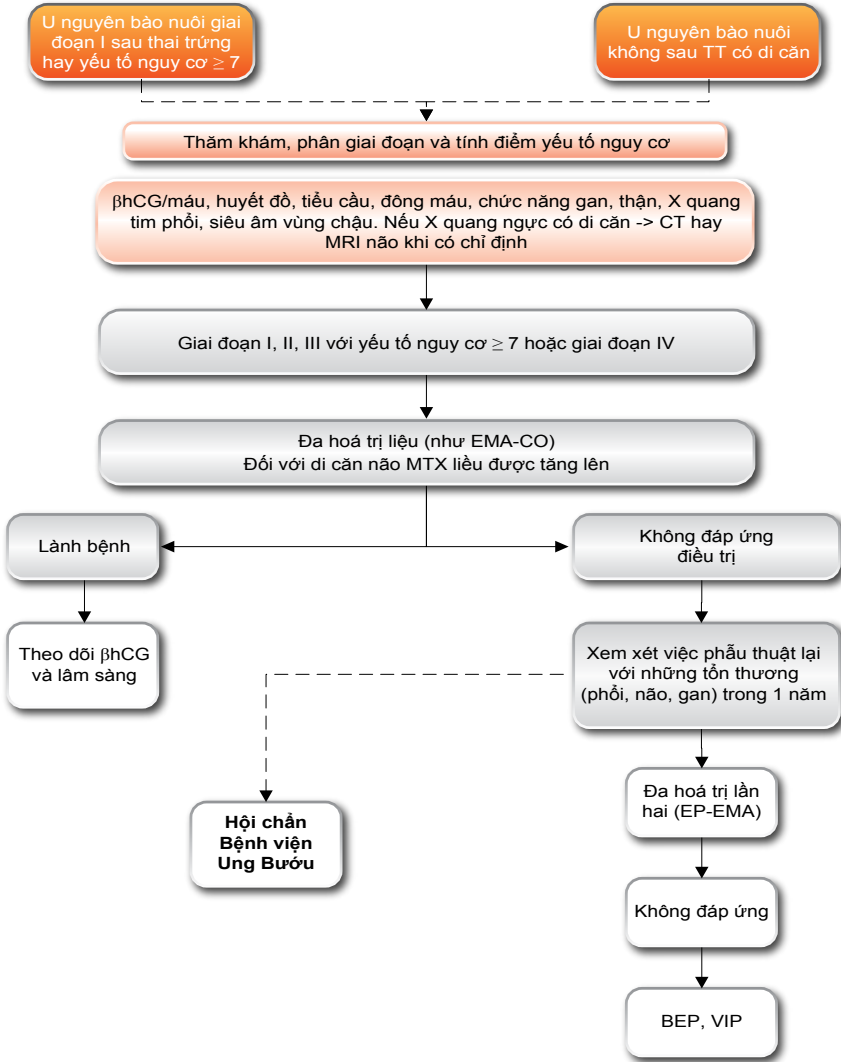 U nguyên bào nuôi giai
đoạn I sau thai trứng
hay yếu tố nguy cơ ≥ 7
U nguyên bào nuôi
không sau TT có di căn
Thăm khám, phân giai đoạn và tính điểm yếu tố nguy cơ
βhCG/máu, huyết đồ, tiểu cầu, đông máu, chức năng gan, thận, X quang
tim phổi, siêu âm vùng chậu. Nếu X quang ngực có di căn -> CT hay
MRI não khi có chỉ định
Giai đoạn I, II, III với yếu tố nguy cơ ≥ 7 hoặc giai đoạn IV
Đa hoá trị liệu (như EMA-CO)
Đối với di căn não MTX liều được tăng lên
Lành bệnh
Không đáp ứng
điều trị
Theo dõi βhCG
và lâm sàng
Xem xét việc phẫu thuật lại
với những tổn thương
(phổi, não, gan) trong 1 năm
Hội chẩn
Bệnh viện
Ung Bướu
Đa hoá trị lần
hai (EP-EMA)
Không đáp ứng
BEP, VIP